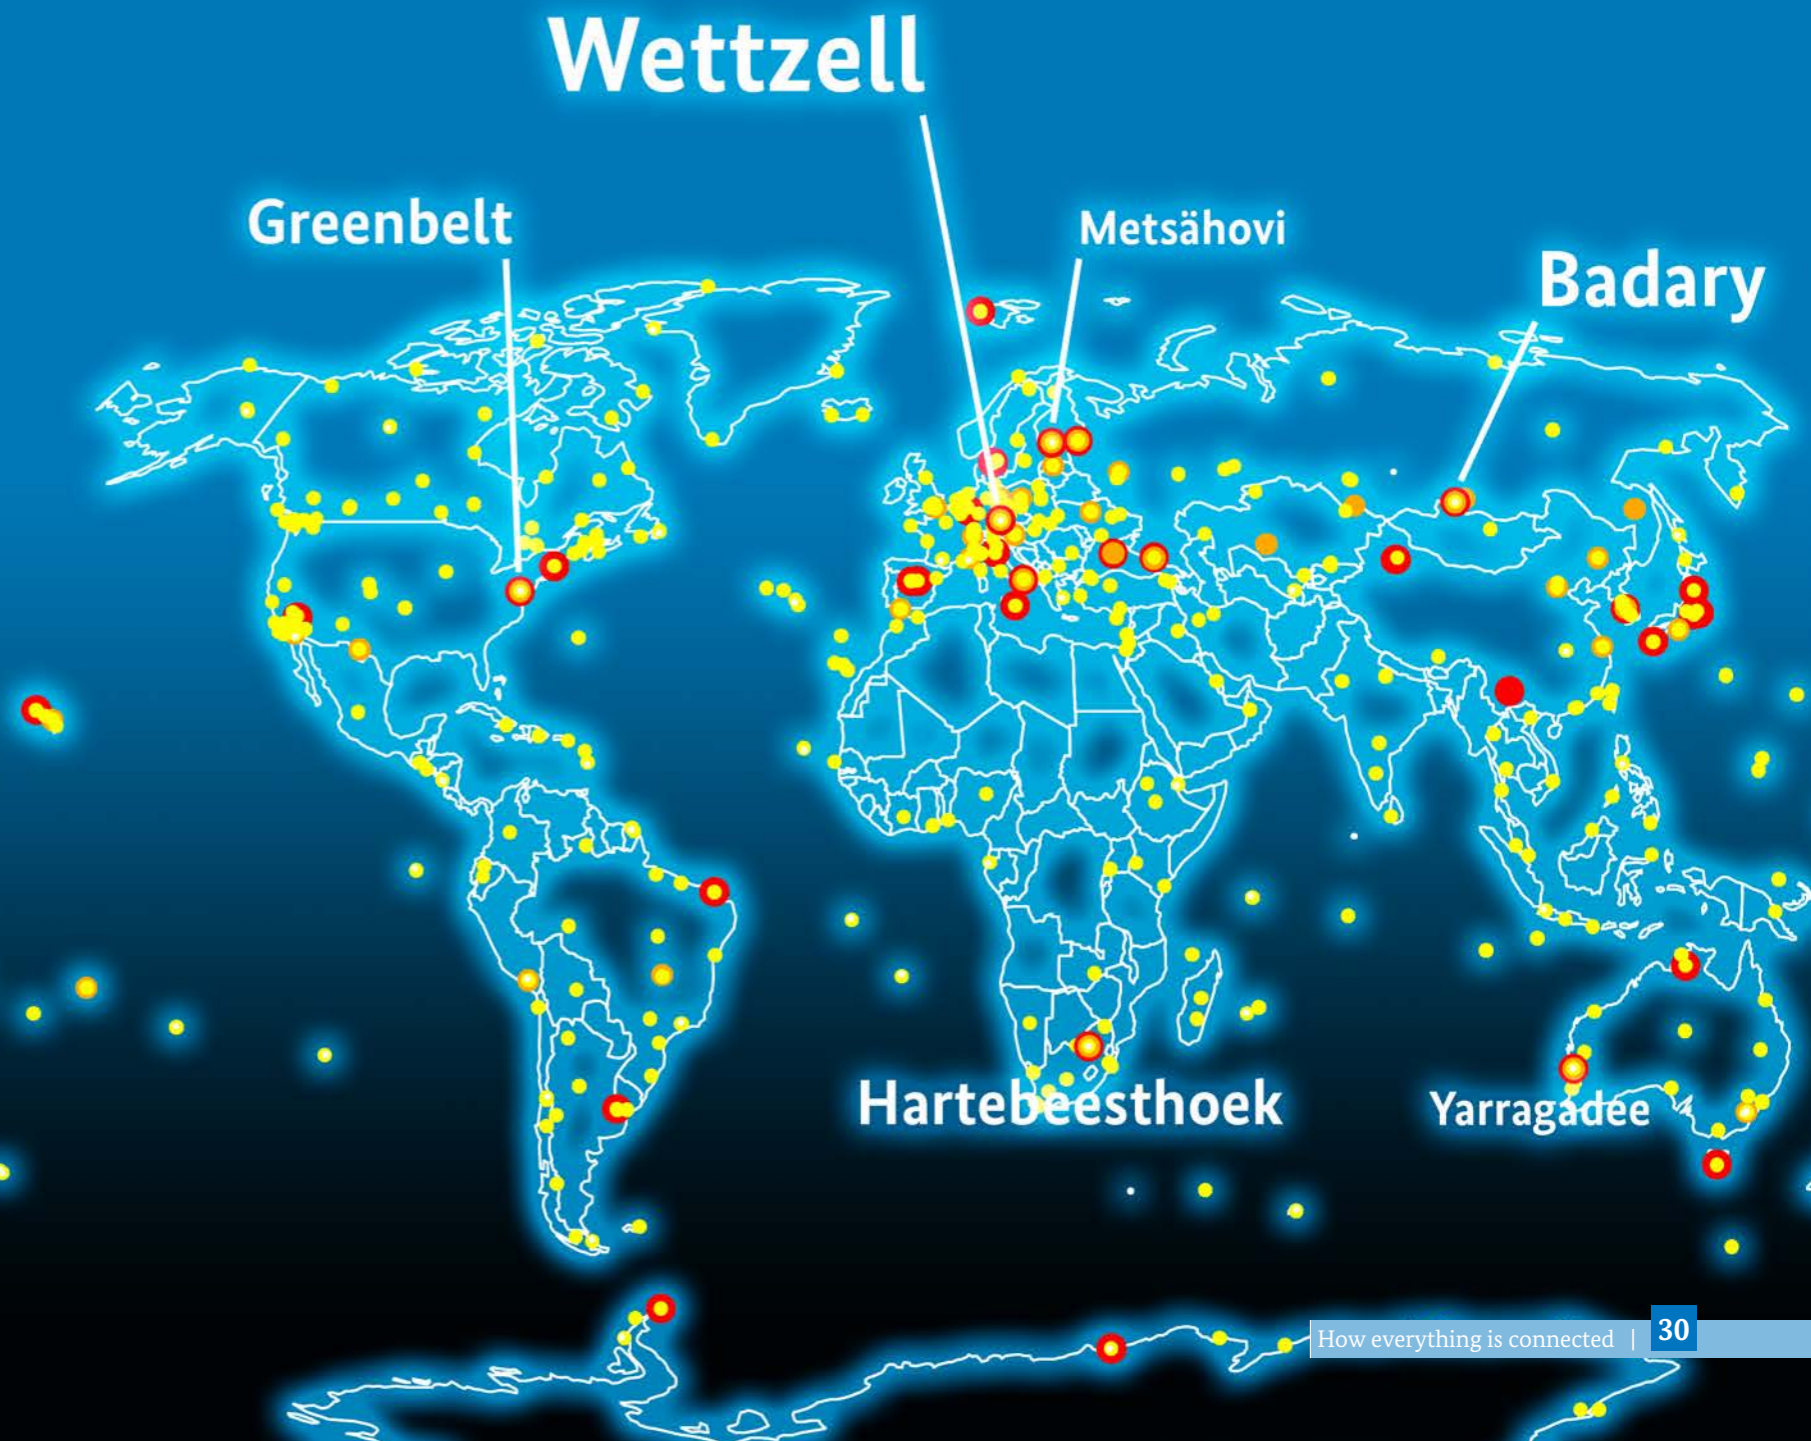 Wettzell
Greenbelt
Metsähovi
Badary
Hartebeesthoek
Yarragadee
How everything is connected | 30